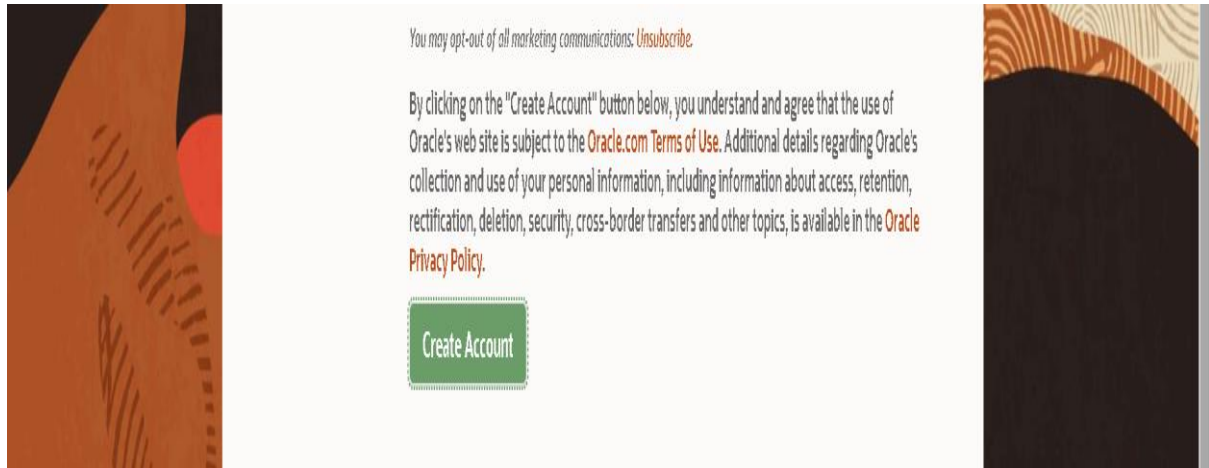 You may opt-out of all marketing communications: Unsubscribe.
By clicking on the "Create Account" button below, you understand and agree that the use of
Oracle's web site is subject to the Oracle.com Terms of Use. Additional details regarding Oracle's
collection and use of your personal information, including information about access, retention,
rectification, deletion, security, cross-border transfers and other topics, is available in the Oracle
Privacy Policy.
Create Account